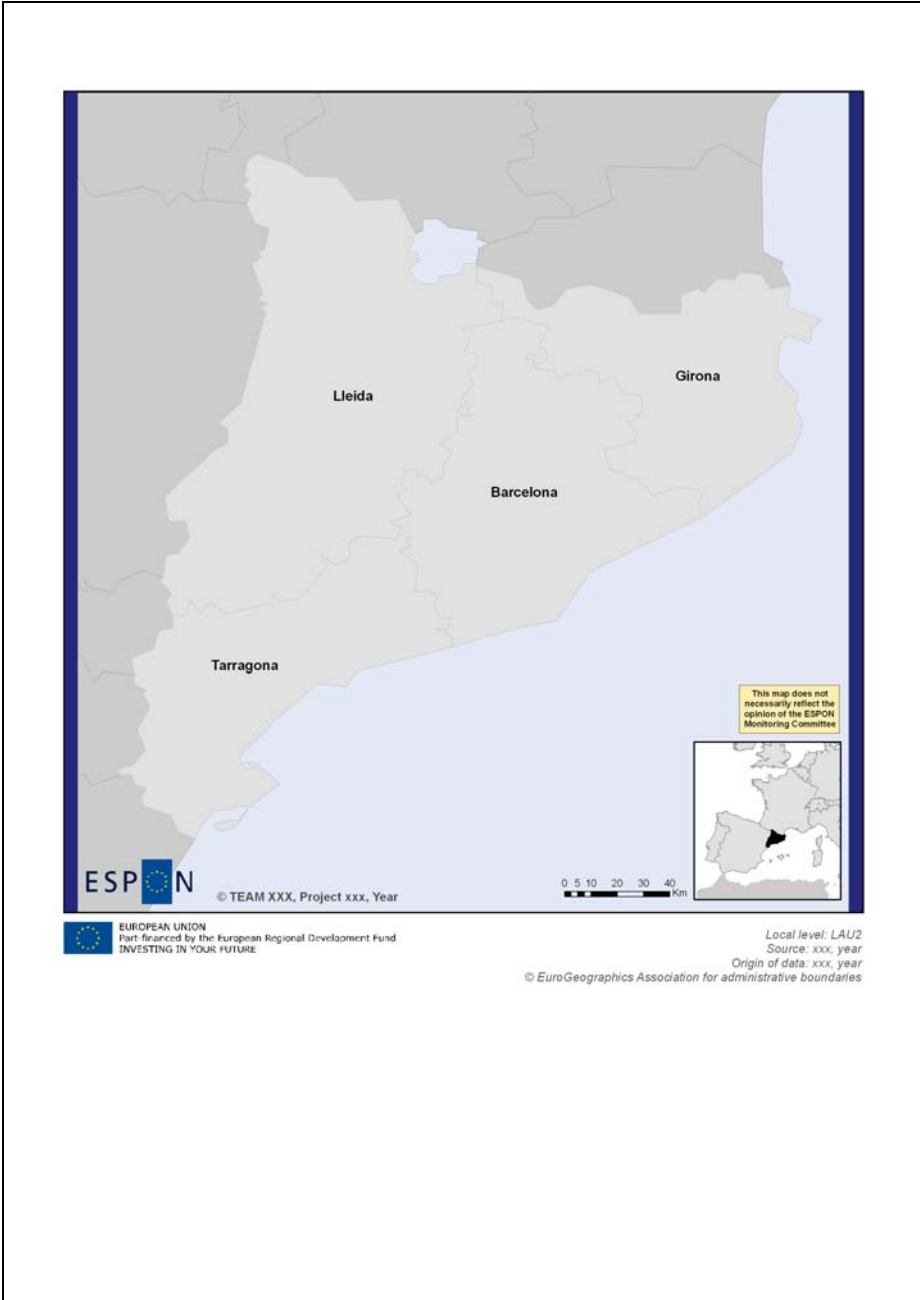 Girona
Lleida
Barcelona
Tarragona
This map does not
necessarily reflect the
opinion of the ESPON
Monitoring Committee
ESPON
© TEAM XXX, Project xxx, Year
0 5 10 20 30 40
Km
EUROPEAN UNION
Part-financed by the European Regional Development Fund
INVESTING IN YOUR FUTURE
Local level: LAU2
Source: xxx, year
Origin of data: xxx, year
© EuroGeographics Association for administrative boundaries